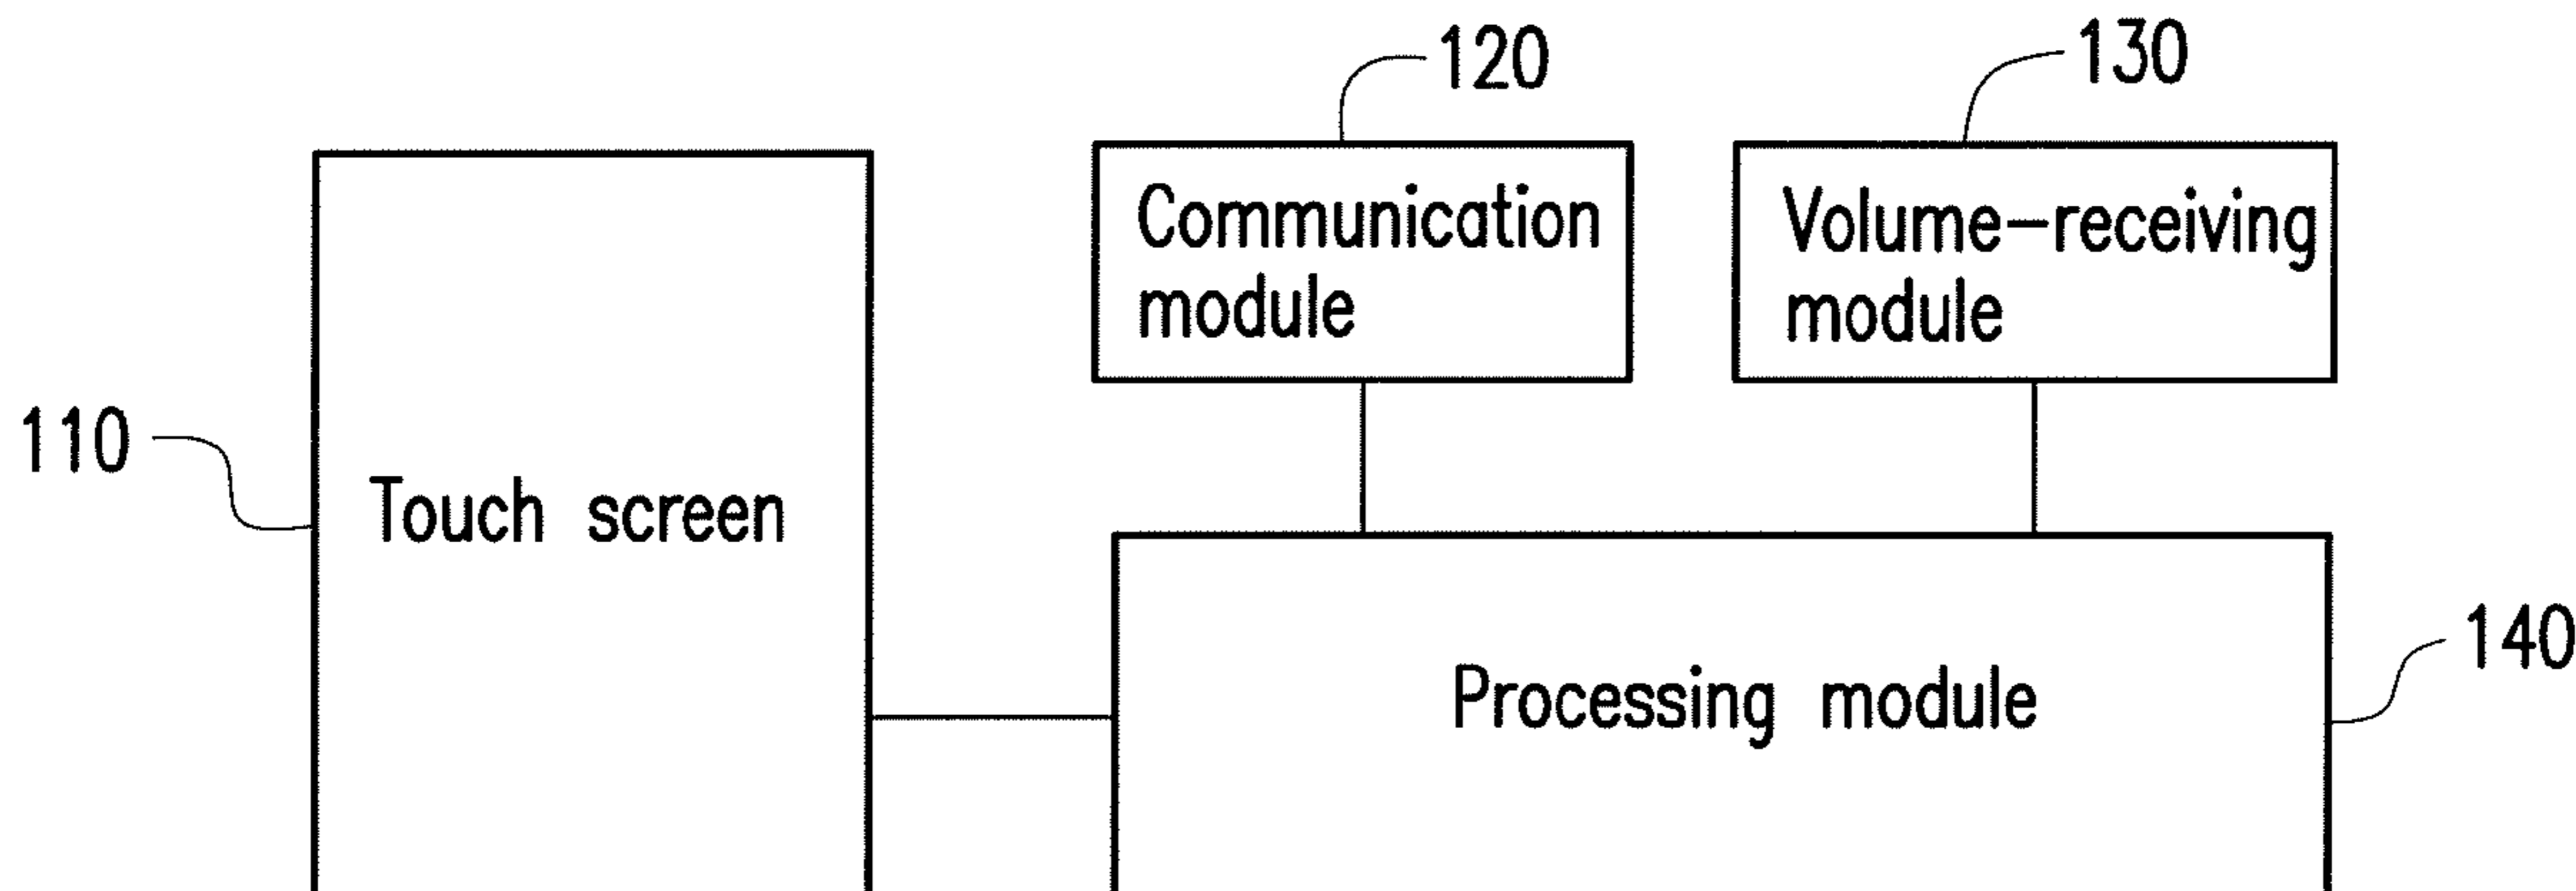 120
130
Communication
module
Volume-receiving
module
110
Touch screen
140
Processing module